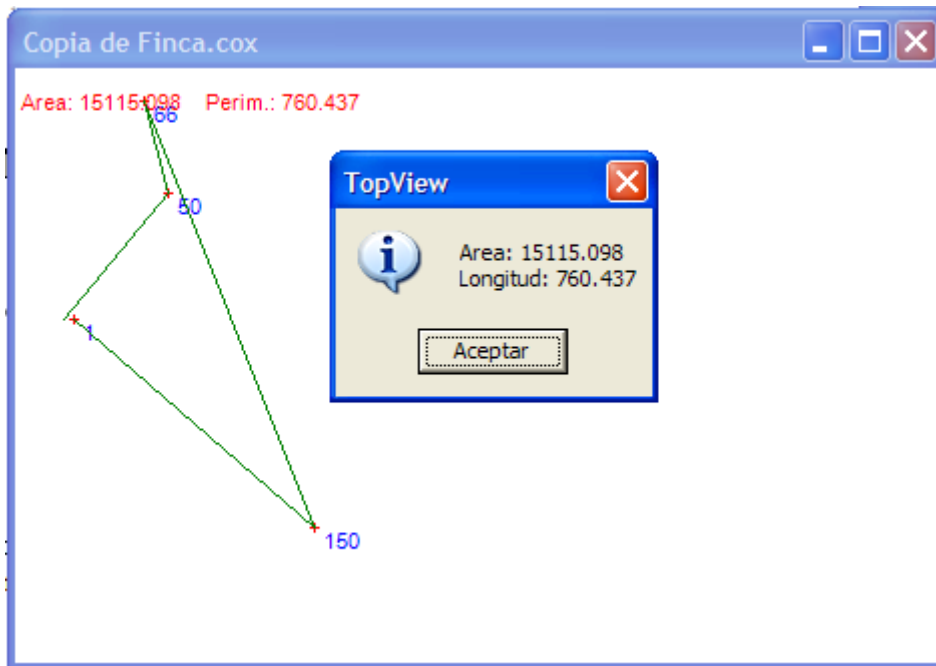 Copia de Finca.cox
Area: 15115.098 Perim.: 760.437
66
50
1
150
TopView
Area: 15115.098
Longitud: 760.437
Aceptar